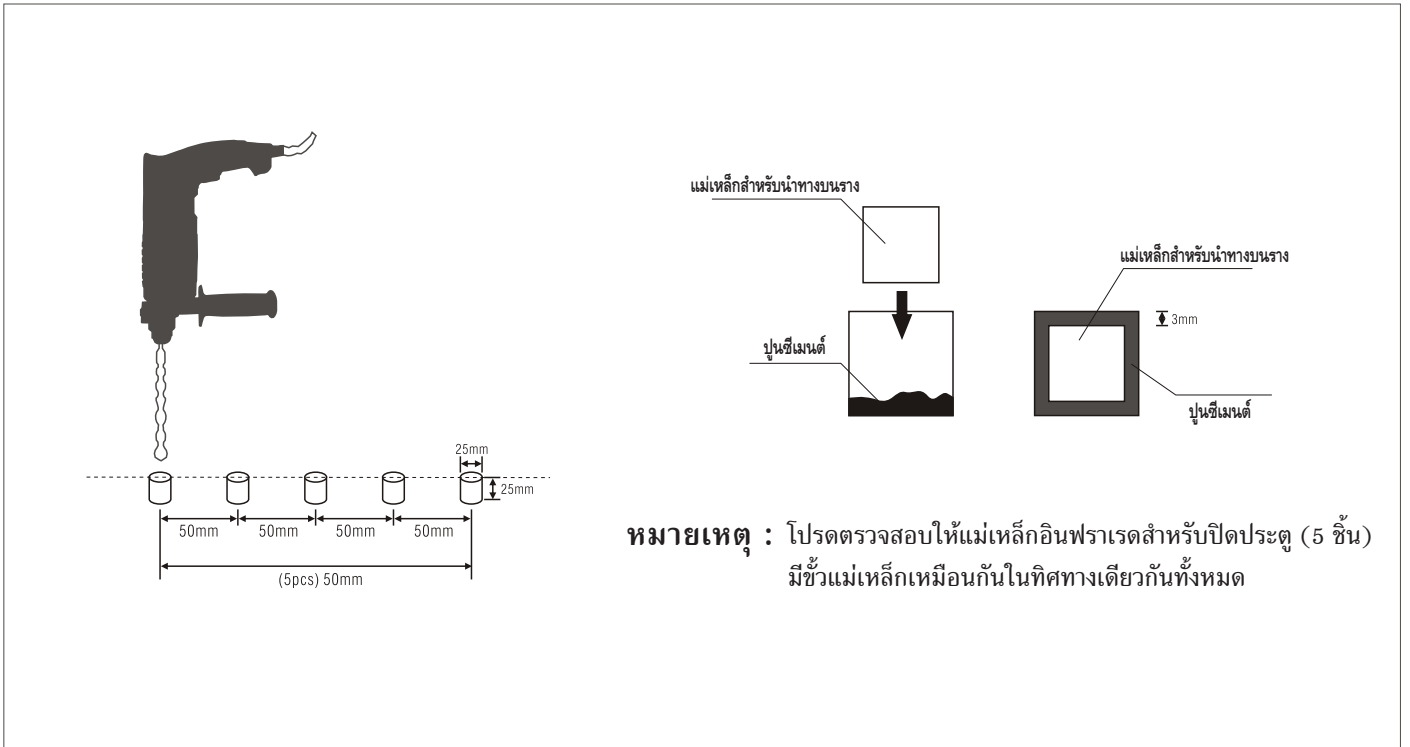 แม่เหล็กสำหรับนำทางบนราง
แม่เหล็กสำหรับนำทางบนราง
3mm
ปูนซีเมนต์
ปูนซีเมนต์
25mm
25mm
50mm 50mm 50mm 50mm
(5pcs) 50mm
หมายเหตุ : โปรดตรวจสอบให้แม่เหล็กอินฟราเรดสำหรับปิดประตู (5 ชิ้น)
มีขั้วแม่เหล็กเหมือนกันในทิศทางเดียวกันทั้งหมด